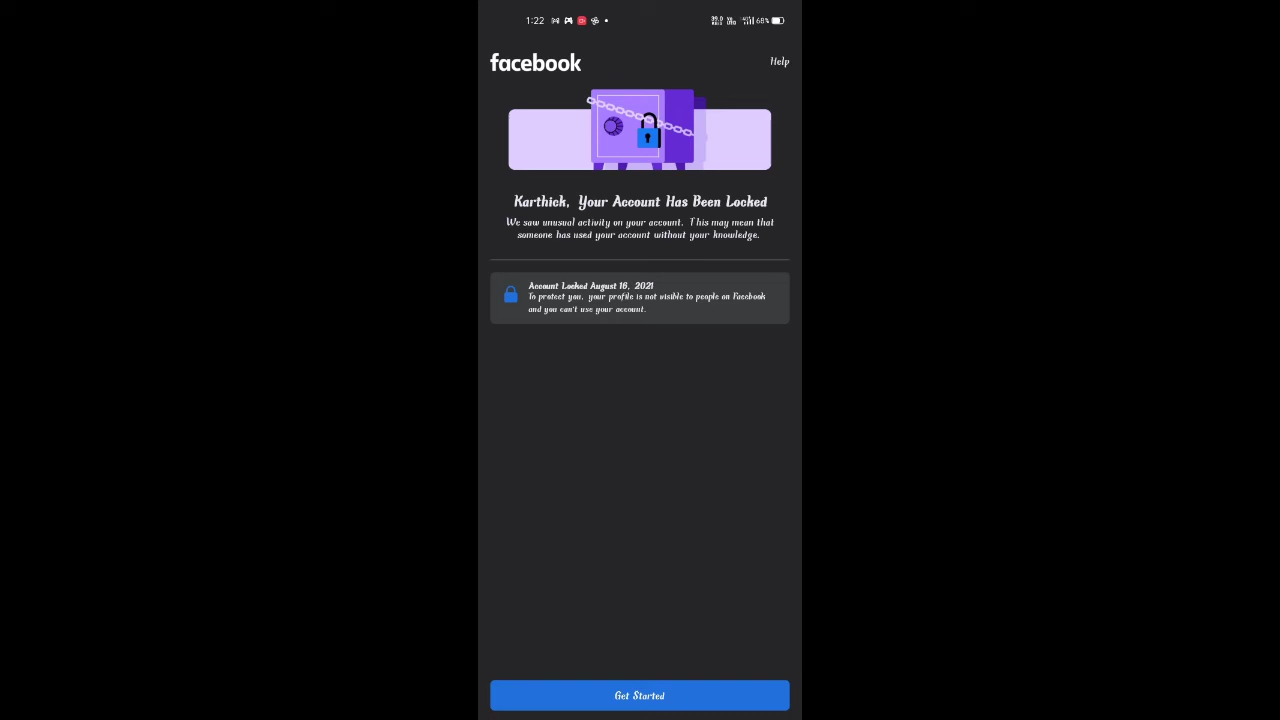 1:22 68%
facebook
Help
Karthick, Your Account Has Been Locked
We saw unusual activity on your account. This may mean that
someone has used your account without your knowledge.
Account Locked August 16, 2021
To protect you, your profile is not visible to people on Facebook
and you can't use your account.
Get Started